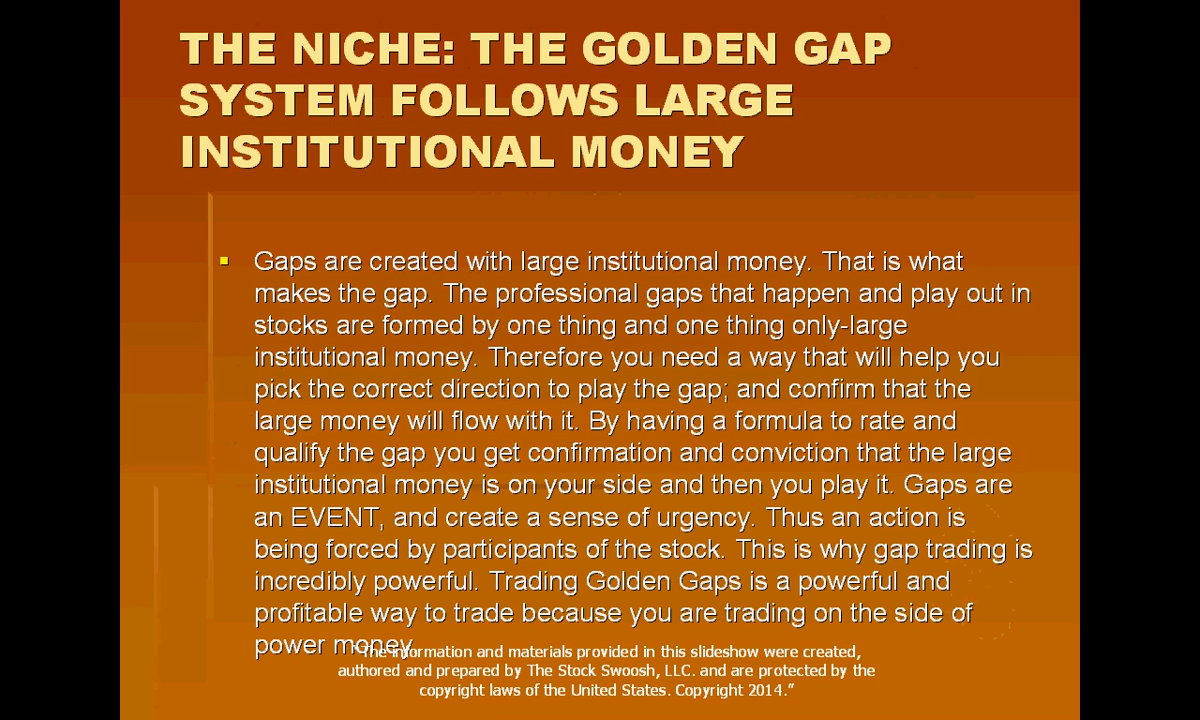 THE NICHE: THE GOLDEN GAP
SYSTEM FOLLOWS LARGE
INSTITUTIONAL MONEY
▪ Gaps are created with large institutional money. That is what
makes the gap. The professional gaps that happen and play out in
stocks are formed by one thing and one thing only-large
institutional money. Therefore you need a way that will help you
pick the correct direction to play the gap; and confirm that the
large money will flow with it. By having a formula to rate and
qualify the gap you get confirmation and conviction that the large
institutional money is on your side and then you play it. Gaps are
an EVENT, and create a sense of urgency. Thus an action is
being forced by participants of the stock. This is why gap trading is
incredibly powerful. Trading Golden Gaps is a powerful and
profitable way to trade because you are trading on the side of
power money
“The information and materials provided in this slideshow were created,
authored and prepared by The Stock Swoosh, LLC. and are protected by the
copyright laws of the United States. Copyright 2014.”